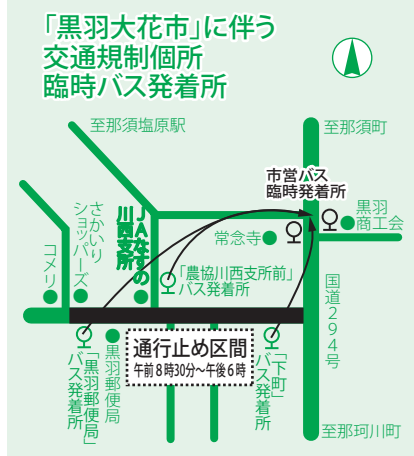 「黒羽大花市」に伴う
交通規制個所
臨時バス発着所
至那須塩原駅
至那須町
市営バス
臨時発着所
黒羽
商工会
常念寺
JAなすの
川西支所
さかいり
ショッパーズ
コメリ
「農協川西支所前」
バス発着所
国道294号
通行止め区間
午前8時30分〜午後6時
「黒羽郵便局」
バス発着所
黒羽郵便局
「下町」
バス発着所
至那珂川町